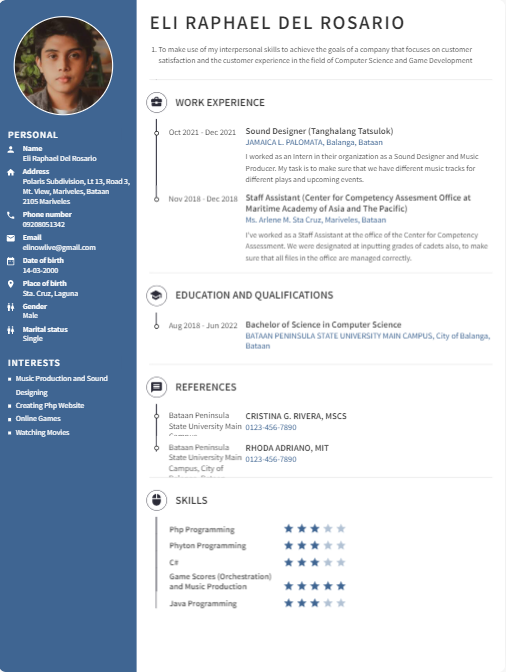 ELI RAPHAEL DEL ROSARIO
1. To make use of my interpersonal skills to achieve the goals of a company that focuses on customer
satisfaction and the customer experience in the field of Computer Science and Game Development
PERSONAL
Name
Eli Raphael Del Rosario
Address
Polaris Subdivision, Lt 13, Road 3,
Mt. View, Mariveles, Bataan
2105 Mariveles
Phone number
09208051342
Email
elinowlive@gmail.com
Date of birth
14-03-2000
Place of birth
Sta. Cruz, Laguna
Gender
Male
Marital status
Single
INTERESTS
Music Production and Sound
Designing
Creating Php Website
Online Games
Watching Movies
WORK EXPERIENCE
Oct 2021 - Dec 2021 Sound Designer (Tanghalang Tatsulok)
JAMAICA L. PALOMATA, Balanga, Bataan
I worked as an Intern in their organization as a Sound Designer and Music
Producer. My task is to make sure that we have different music tracks for
different plays and upcoming events.
Nov 2018 - Dec 2018 Staff Assistant (Center for Competency Assesment Office at
Maritime Academy of Asia and The Pacific)
Ms. Arlene M. Sta Cruz, Mariveles, Bataan
I've worked as a Staff Assistant at the office of the Center for Competency
Assessment. We were designated at inputting grades of cadets also, to make
sure that all files in the office are managed correctly.
EDUCATION AND QUALIFICATIONS
Aug 2018 - Jun 2022 Bachelor of Science in Computer Science
BATAAN PENINSULA STATE UNIVERSITY MAIN CAMPUS, City of Balanga,
Bataan
REFERENCES
Bataan Peninsula CRISTINA G. RIVERA, MSCS
State University Main 0123-456-7890
Campus
Bataan Peninsula RHODA ADRIANO, MIT
State University Main 0123-456-7890
Campus, City of
SKILLS
Php Programming
Phyton Programming
C#
Game Scores (Orchestration)
and Music Production
Java Programming